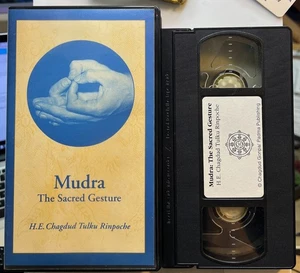 Mudra
The Sacred Gesture
H.E. Chagdud Tulku Rinpoche
Mudra: The Sacred Gesture
H.E. Chagdud Tulku Rinpoche
© Chagdud Gonpa: Padma Publishing